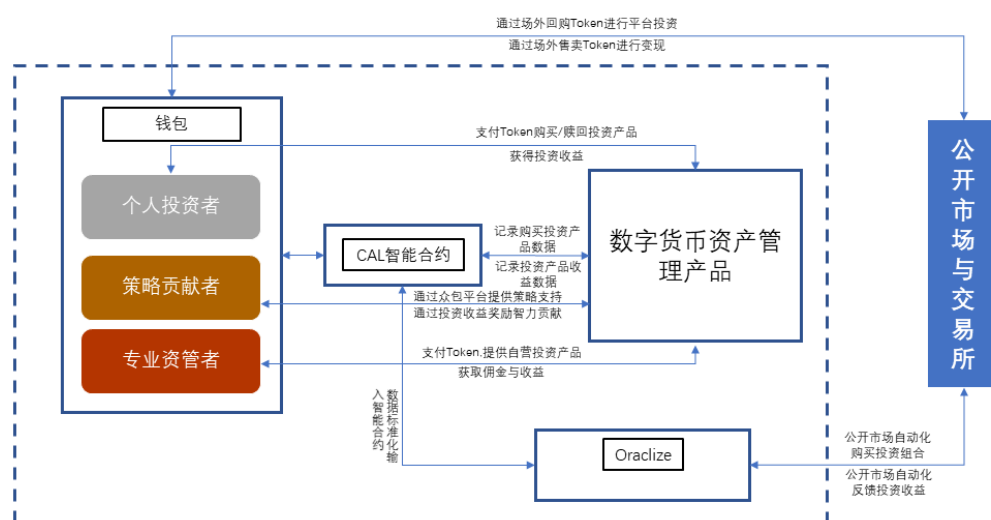 通过场外回购Token进行平台投资
通过场外售卖Token进行变现
钱包
支付Token购买/赎回投资产品
获得投资收益
个人投资者
策略贡献者
专业资管者
CAL智能合约
记录购买投资产
品数据
记录投资产品收
益数据
数字货币资产管
理产品
通过众包平台提供策略支持
通过投资收益奖励智力贡献
支付Token.提供自营投资产品
获取佣金与收益
数据标准化输
入智能合约
Oraclize
公开市场自动化
购买投资组合
公开市场自动化
反馈投资收益
公开市场与交易所